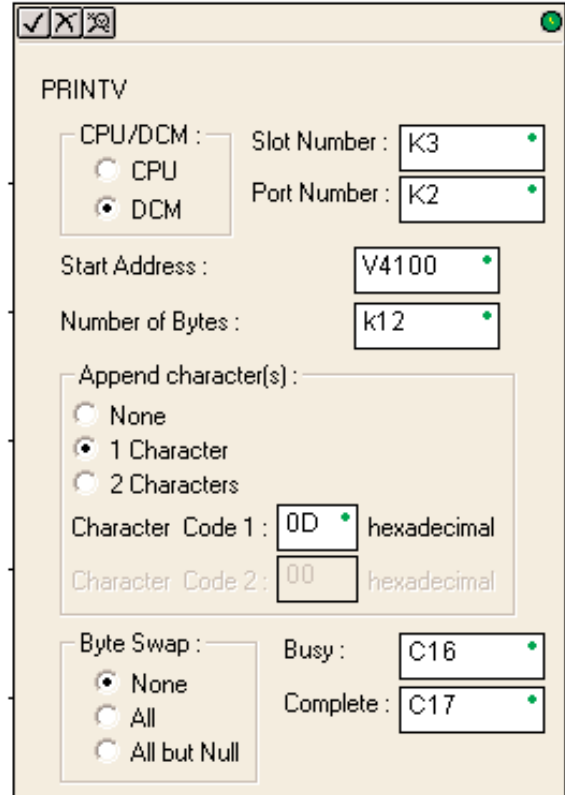 PRINTV
CPU/DCM :
CPU
DCM
Slot Number : K3
Port Number : K2
Start Address : V4100
Number of Bytes : k12
Append character(s) :
None
1 Character
2 Characters
Character Code 1 : 0D hexadecimal
Character Code 2 : 00 hexadecimal
Byte Swap :
None
All
All but Null
Busy : C16
Complete : C17